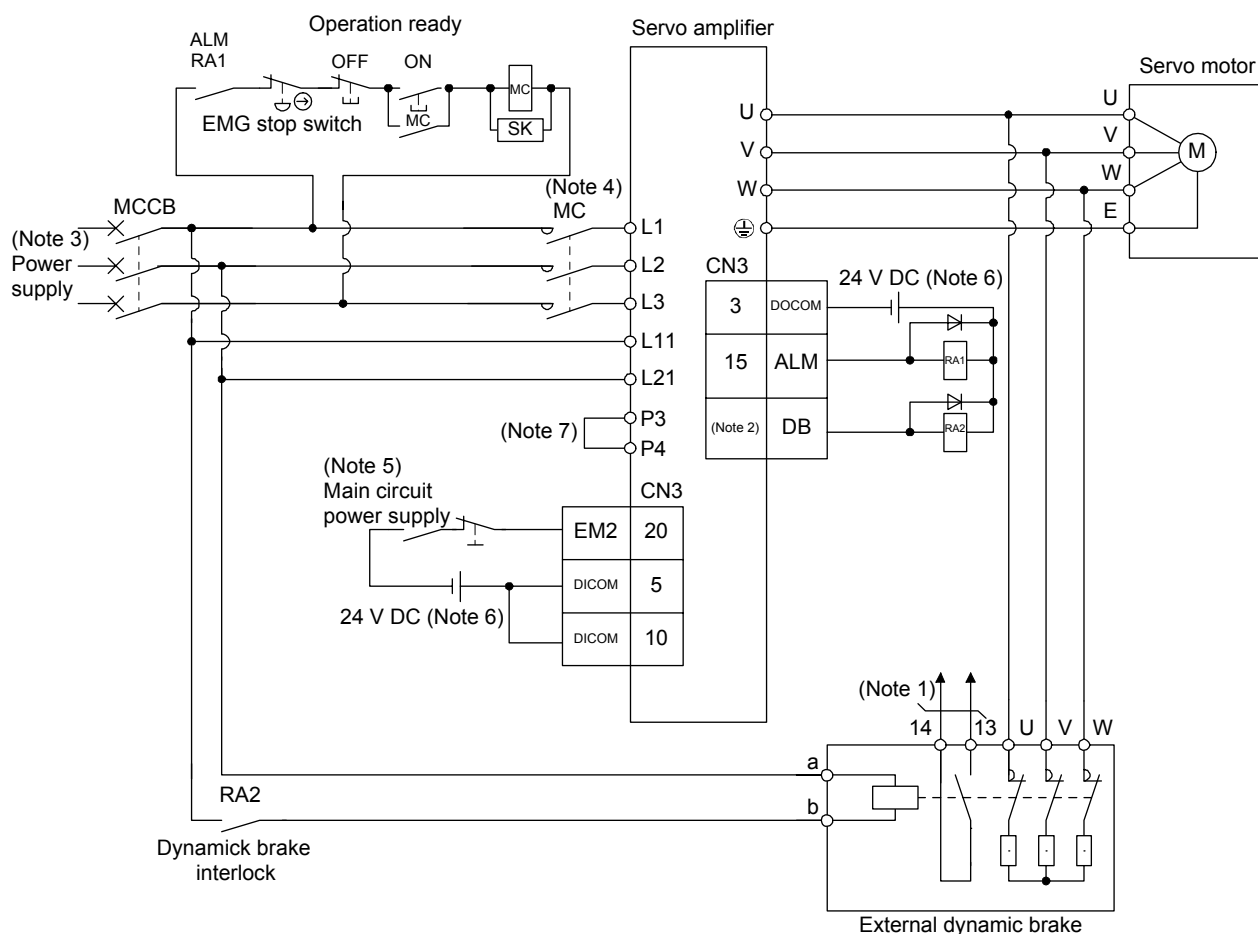 Operation ready
Servo amplifier
ALM
RA1
OFF
ON
MC
SK
MC
EMG stop switch
Servo motor
U
V
W
U
V
W
E
M
(Note 4)
MC
MCCB
(Note 3)
Power
supply
L1
L2
L3
L11
L21
P3
P4
(Note 7)
CN3
24 V DC (Note 6)
3 DOCOM
15 ALM
(Note 2) DB
RA1
RA2
(Note 5)
Main circuit
power supply
CN3
EM2 20
DICOM 5
DICOM 10
24 V DC (Note 6)
(Note 1)
14 13 U V W
a
b
RA2
Dynamick brake
interlock
External dynamic brake